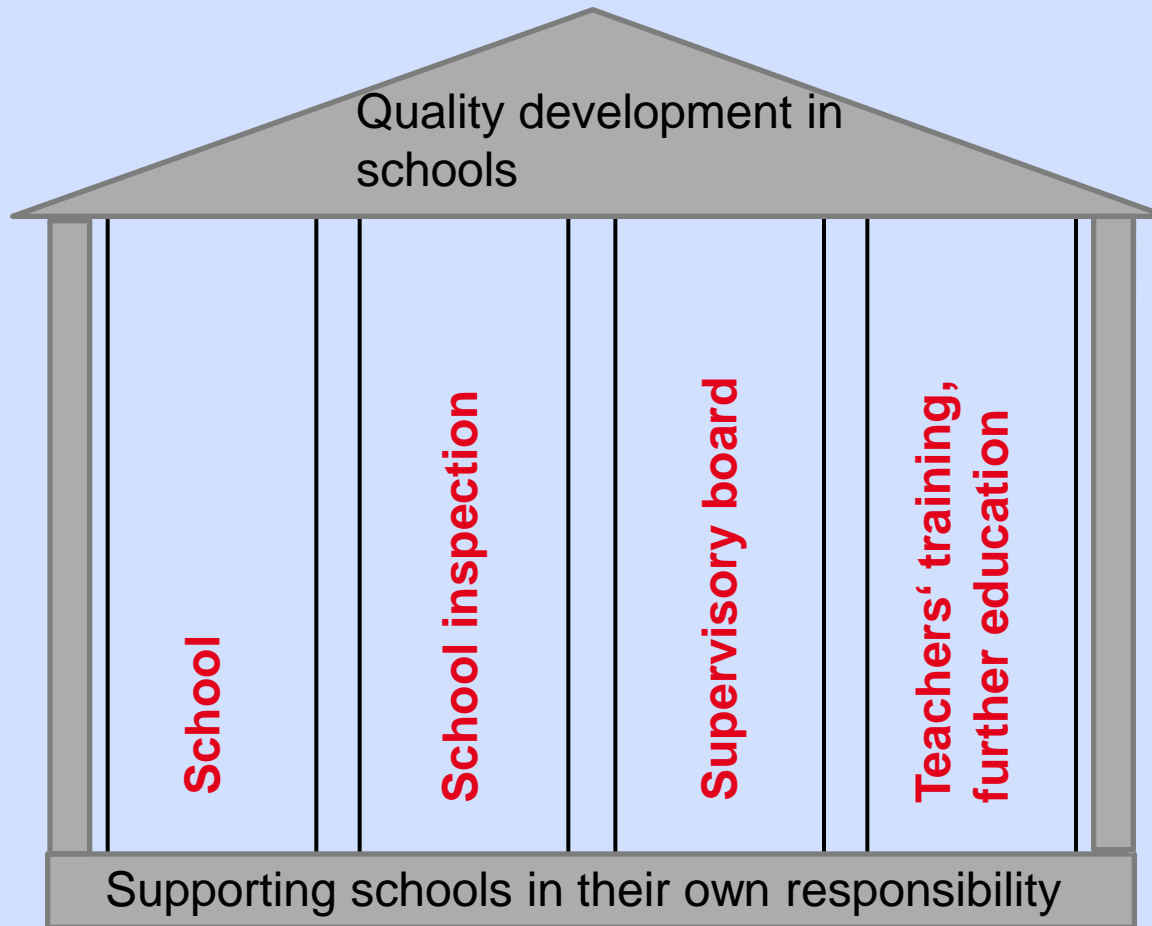 Quality development in
schools
School
School inspection
Supervisory board
Teachers‘ training,
further education
Supporting schools in their own responsibility